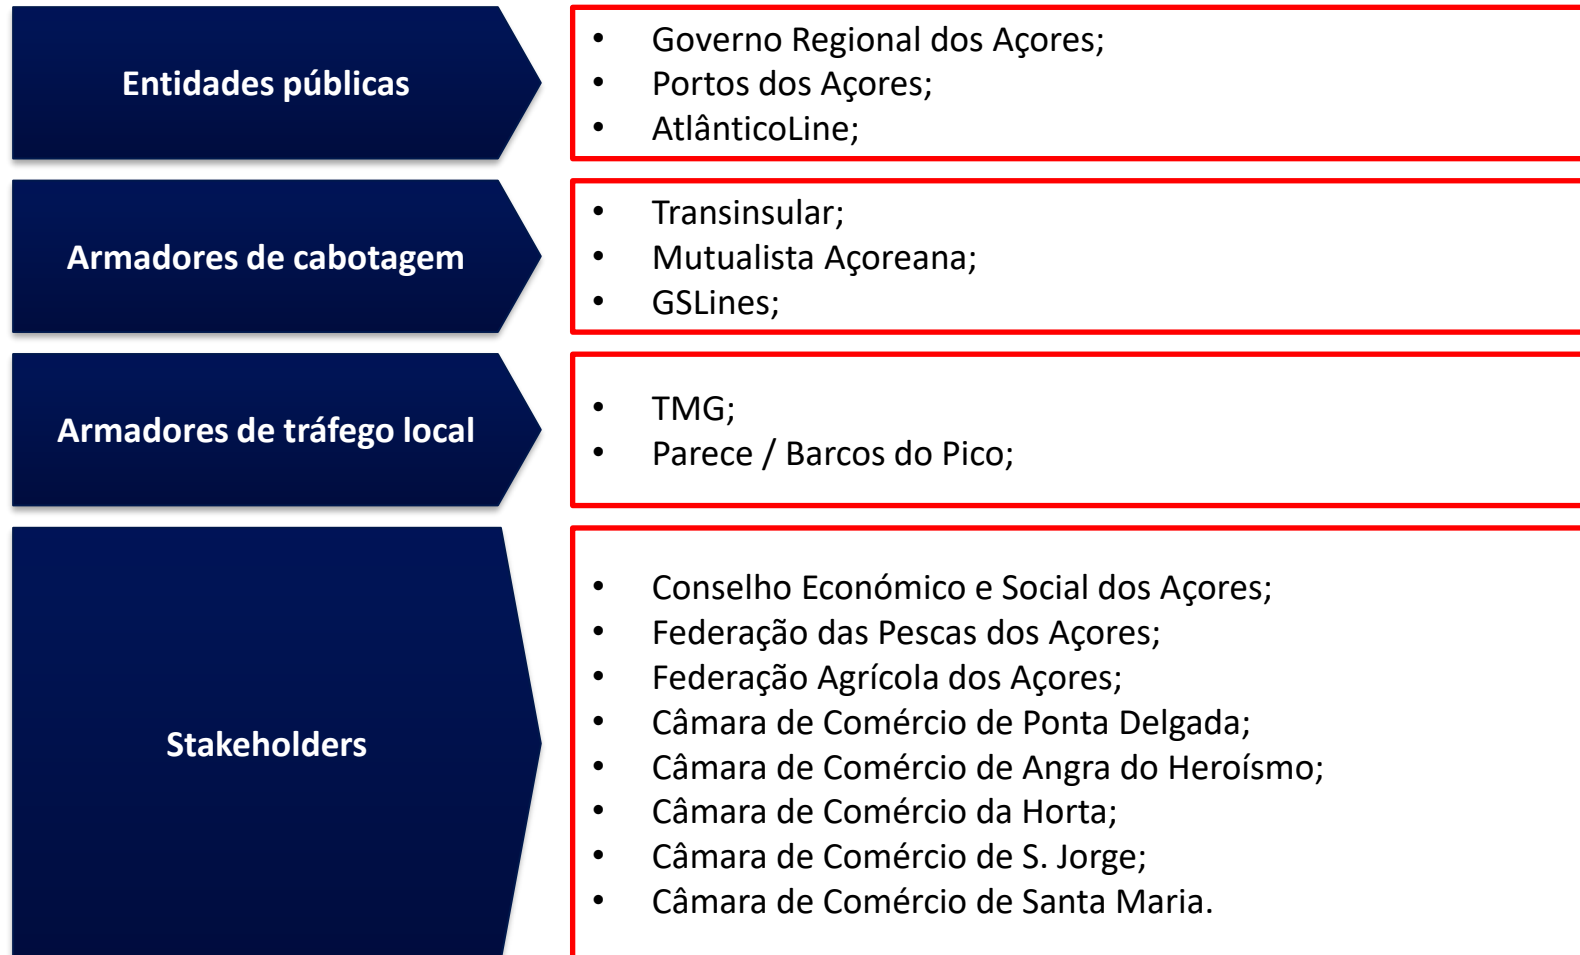 Entidades públicas
• Governo Regional dos Açores;
• Portos dos Açores;
• AtlânticoLine;
Armadores de cabotagem
• Transinsular;
• Mutualista Açoreana;
• GSLines;
Armadores de tráfego local
• TMG;
• Parece / Barcos do Pico;
Stakeholders
• Conselho Económico e Social dos Açores;
• Federação das Pescas dos Açores;
• Federação Agrícola dos Açores;
• Câmara de Comércio de Ponta Delgada;
• Câmara de Comércio de Angra do Heroísmo;
• Câmara de Comércio da Horta;
• Câmara de Comércio de S. Jorge;
• Câmara de Comércio de Santa Maria.